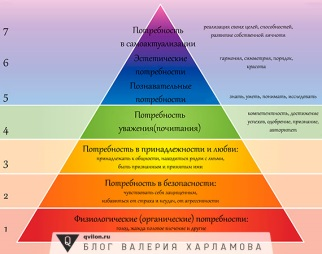 7
Потребность
в самоактуализации
реализация своих целей, способностей,
развитие собственной личности
6
Эстетические
потребности
гармония, симметрия, порядок,
красота
5
Познавательные
потребности
знать, уметь, понимать, исследовать
4
Потребность
уважения(почитания)
компетентность, достижение
успеха, одобрение, признание,
авторитет
3
Потребность в принадлежности и любви:
принадлежать к общности, находиться рядом с людьми,
быть признанным и принятым ими
2
Потребность в безопасности:
чувствовать себя защищенным,
избавиться от страха и неудач, от агрессивности
1
Физиологические (органические) потребности:
голод, жажда половое влечение и другие
qvilon.ru
БЛОГ ВАЛЕРИЯ ХАРЛАМОВА